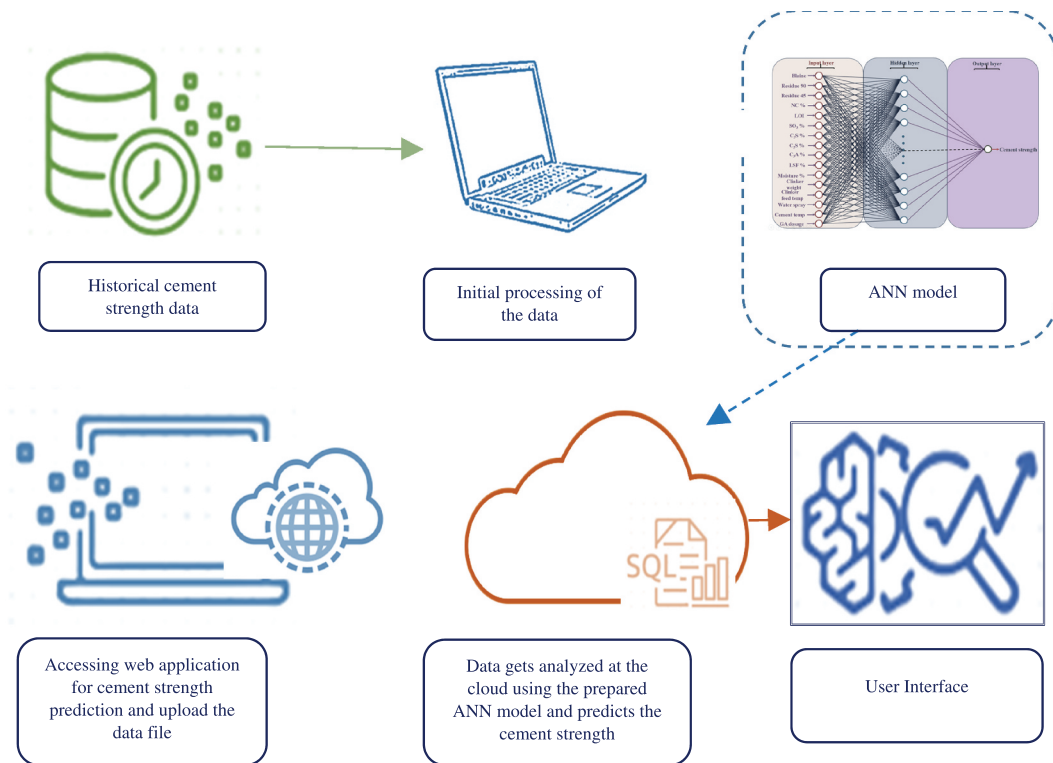 Input layer
Hidden layer
Output layer
Blaine
Residue 90
Residue 45
NC %
LOI
SO₃ %
C₃S %
C₂S %
C₃A %
LSF %
Moisture %
Clinker
weight
Clinker
feed temp
Water spray
Cement temp
GA dosage
Cement strength
Historical cement
strength data
Initial processing of
the data
ANN model
SQL
Accessing web application
for cement strength
prediction and upload the
data file
Data gets analyzed at the
cloud using the prepared
ANN model and predicts the
cement strength
User Interface